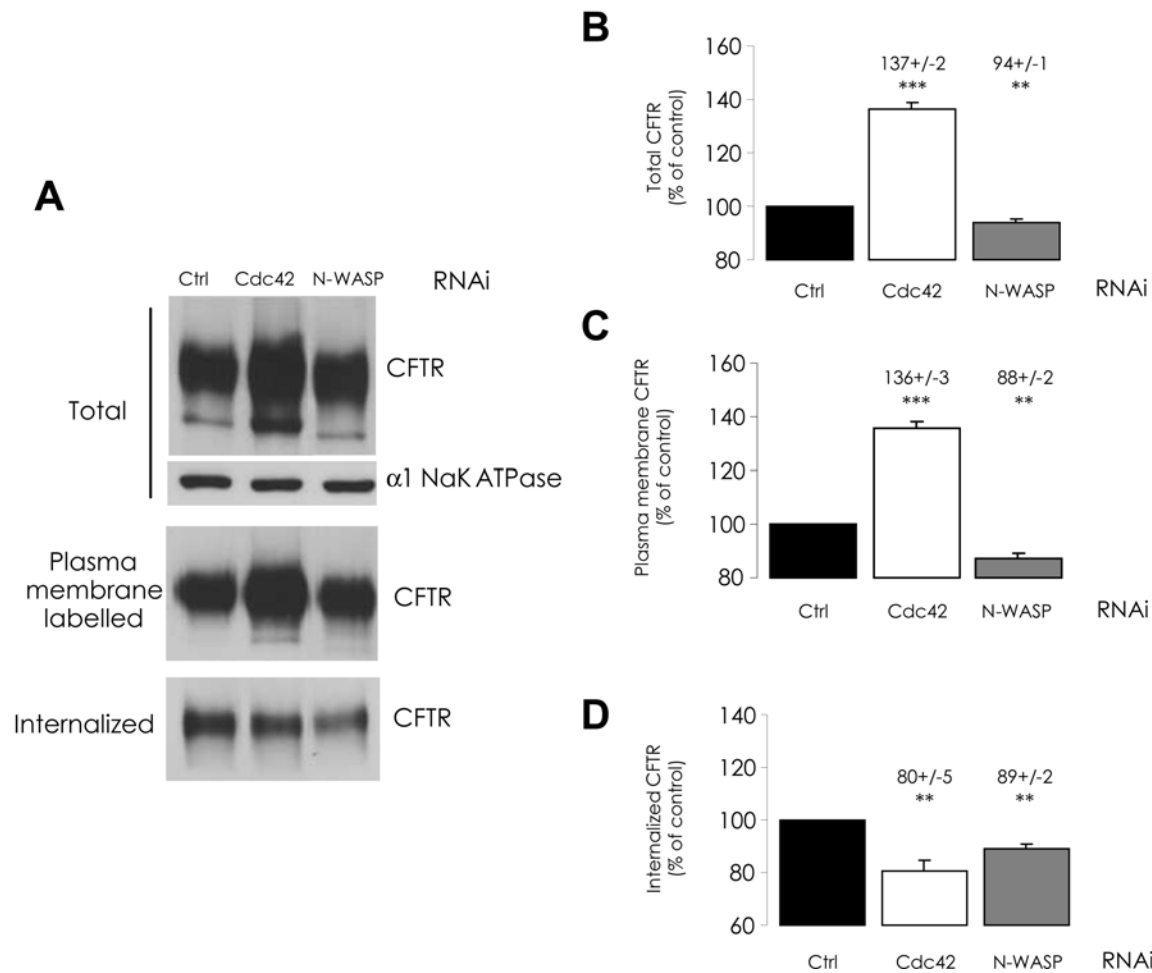 A
Ctrl Cdc42 N-WASP RNAi
Total
CFTR
α1 NaK ATPase
Plasma
membrane
labelled
CFTR
Internalized
CFTR
B
Total CFTR
(% of control)
160
140
120
100
80
137+/-2
***
94+/-1
**
Ctrl Cdc42 N-WASP RNAi
C
Plasma membrane CFTR
(% of control)
160
140
120
100
80
136+/-3
***
88+/-2
**
Ctrl Cdc42 N-WASP RNAi
D
Internalized CFTR
(% of control)
140
120
100
80
60
80+/-5
**
89+/-2
**
Ctrl Cdc42 N-WASP RNAi